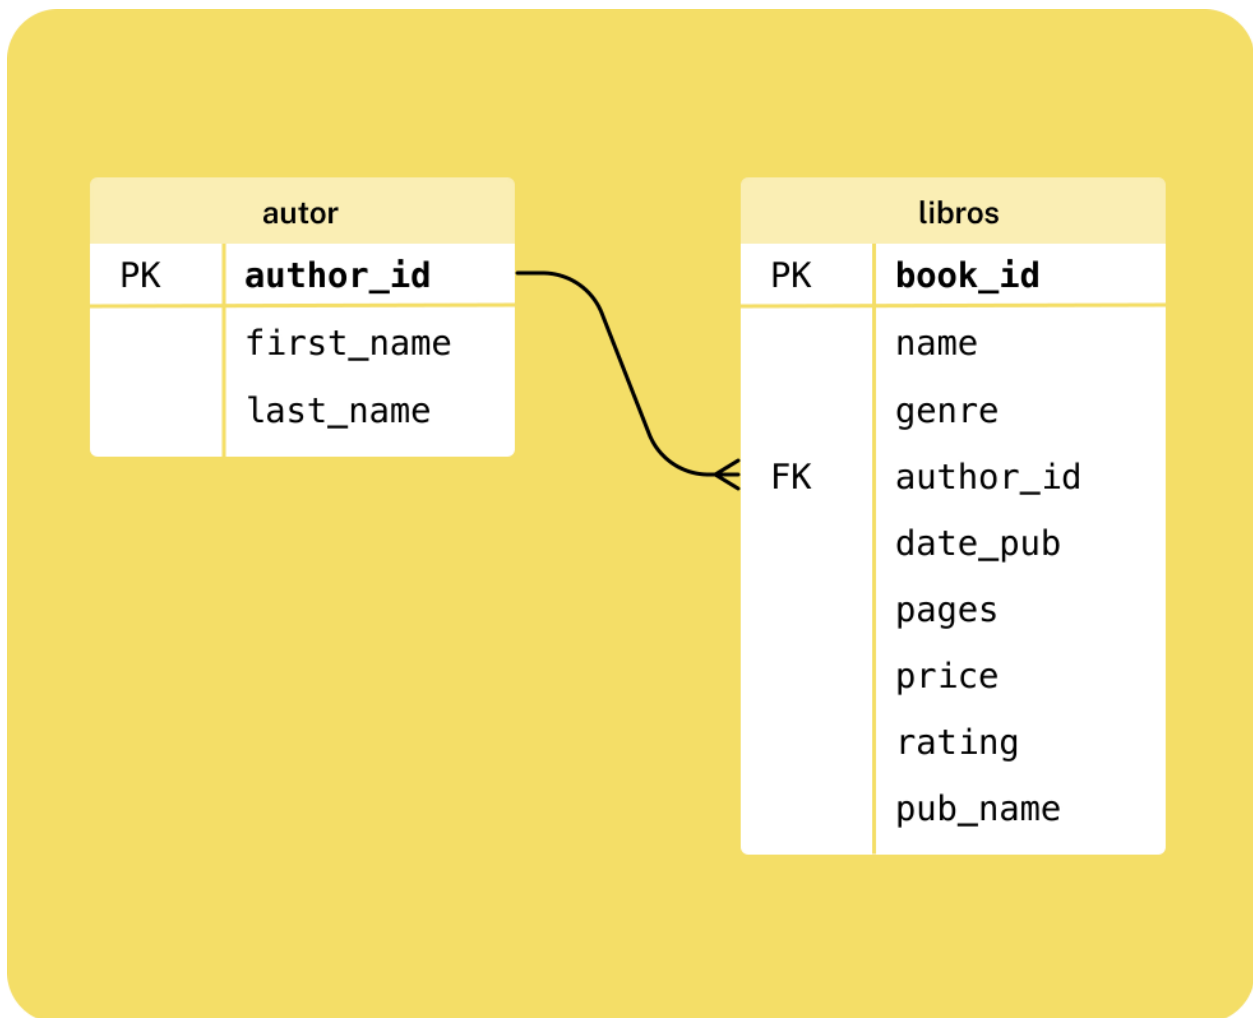 autor
PK author_id
first_name
last_name
libros
PK book_id
name
genre
FK author_id
date_pub
pages
price
rating
pub_name